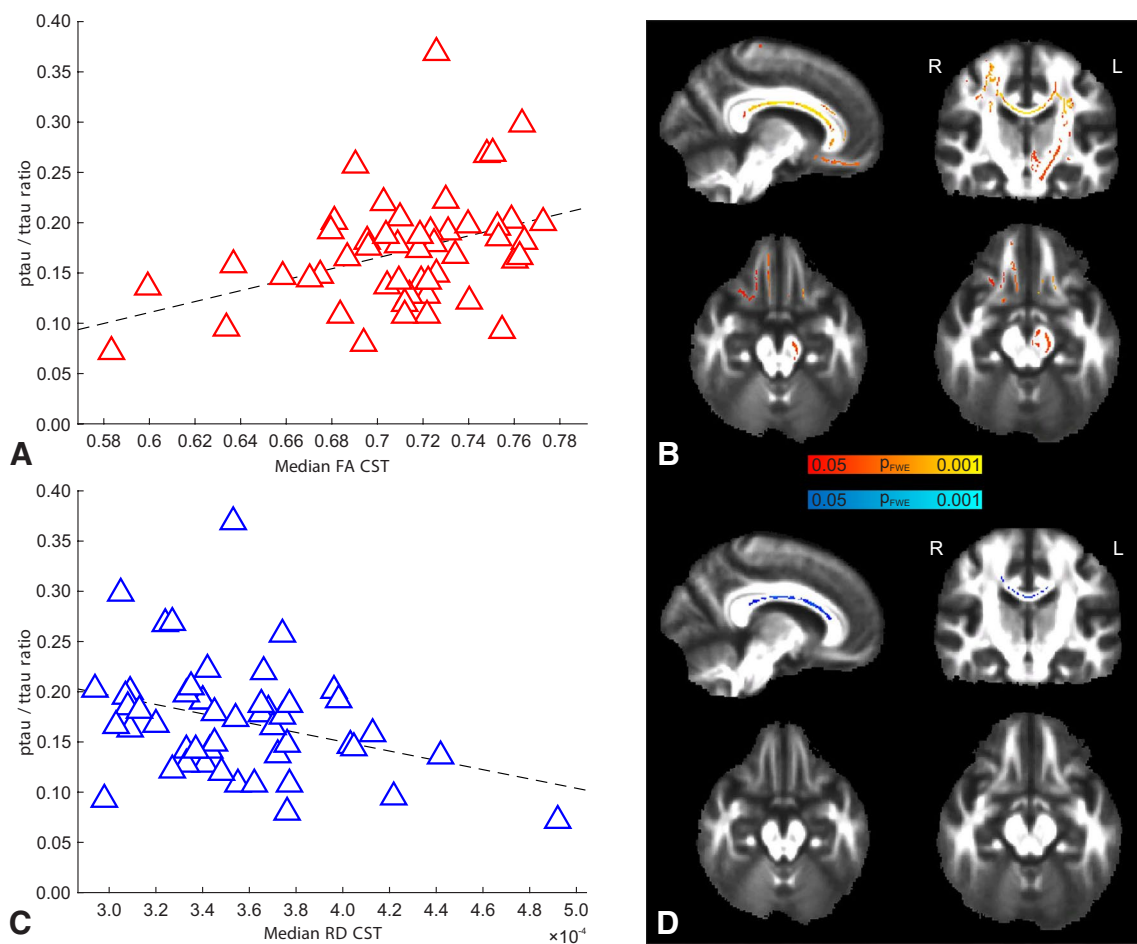 0.40
0.35
0.30
0.25
0.20
0.15
0.10
0.05
0.00
ptau / ttau ratio
0.58 0.6 0.62 0.64 0.66 0.68 0.7 0.72 0.74 0.76 0.78
Median FA CST
A
R L
B
0.05 pFWE 0.001
0.05 pFWE 0.001
0.40
0.35
0.30
0.25
0.20
0.15
0.10
0.05
0.00
ptau / ttau ratio
3.0 3.2 3.4 3.6 3.8 4.0 4.2 4.4 4.6 4.8 5.0
Median RD CST
×10-4
C
R L
D